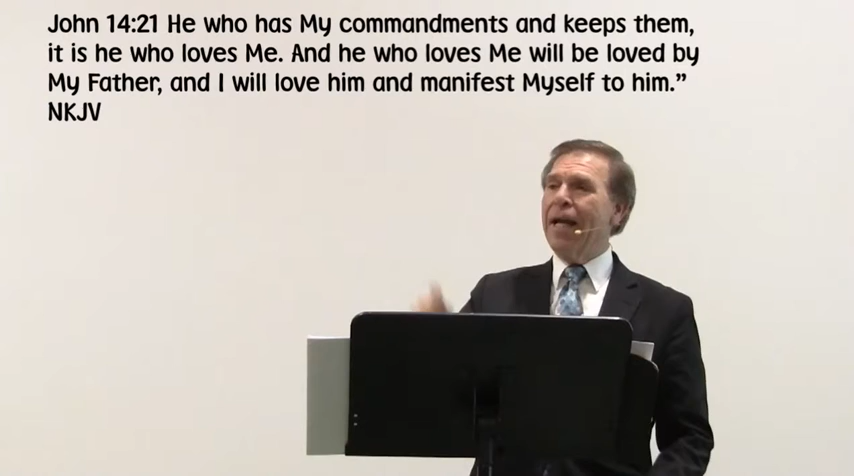 John 14:21 He who has My commandments and keeps them,
it is he who loves Me. And he who loves Me will be loved by
My Father, and I will love him and manifest Myself to him.”
NKJV